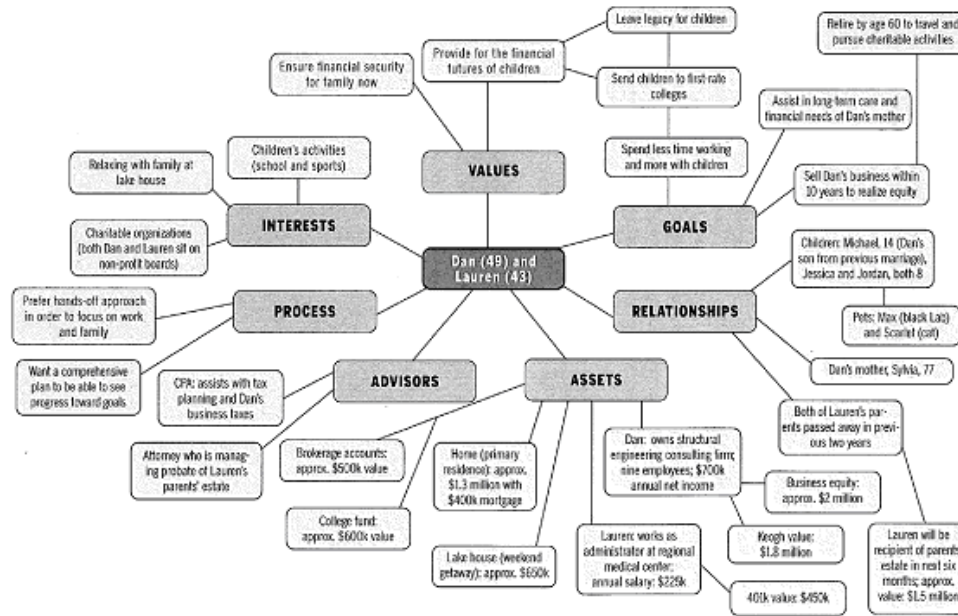 Leave legacy for children
Retire by age 60 to travel and
pursue charitable activities
Provide for the financial
futures of children
Ensure financial security
for family now
Send children to first-rate
colleges
Assist in long-term care and
financial needs of Dan's mother
Children's activities
(school and sports)
Relaxing with family at
lake house
VALUES
Spend less time working
and more with children
Sell Dan's business within
10 years to realize equity
INTERESTS
GOALS
Charitable organizations
(both Dan and Lauren sit on
non-profit boards)
Dan (49) and
Lauren (43)
Children: Michael, 14 (Dan's
son from previous marriage),
Jessica and Jordan, both 8
Prefer hands-off approach
in order to focus on work
and family
PROCESS
RELATIONSHIPS
Pets: Max (black Lab)
and Scarlet (cat)
Want a comprehensive
plan to be able to see
progress toward goals
CPA: assists with tax
planning and Dan's
business taxes
ADVISORS
ASSETS
Dan's mother, Sylvia, 77
Both of Lauren's par-
ents passed away in previ-
ous two years
Attorney who is manag-
ing probate of Lauren's
parents' estate
Brokerage accounts:
approx. $500k value
Home (primary
residence): approx.
$1.3 million with
$400k mortgage
Dan: owns structural
engineering consulting firm;
nine employees; $700k
annual net income
Business equity:
approx. $2 million
College fund:
approx. $600k value
Lake house (weekend
getaway): approx. $650k
Lauren: works as
administrator at regional
medical center;
annual salary: $225k
Keogh value:
$1.8 million
401k value: $450k
Lauren will be
recipient of parents'
estate in next six
months; approx.
value: $1.5 million